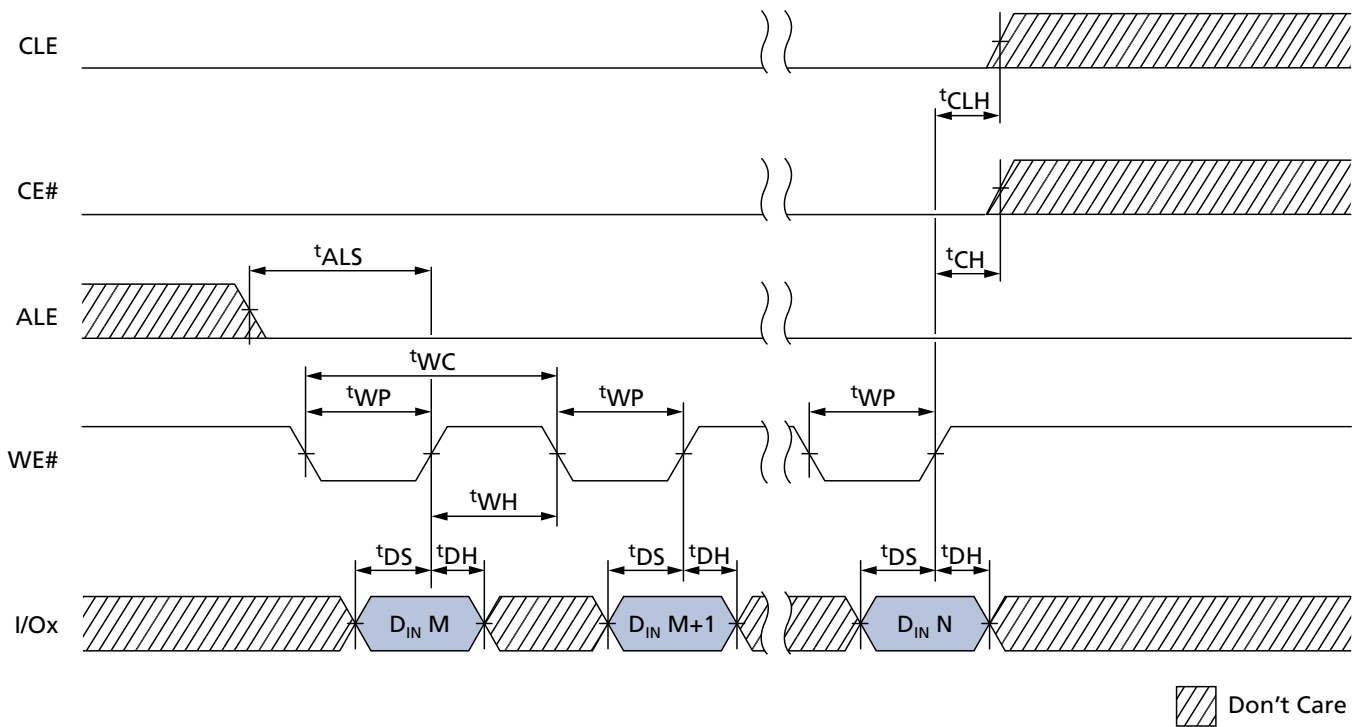 CLE
tCLH
CE#
tCH
tALS
ALE
tWC
tWP tWP tWP
WE#
tWH
tDS tDH tDS tDH tDS tDH
I/Ox DIN M DIN M+1 DIN N
Don't Care